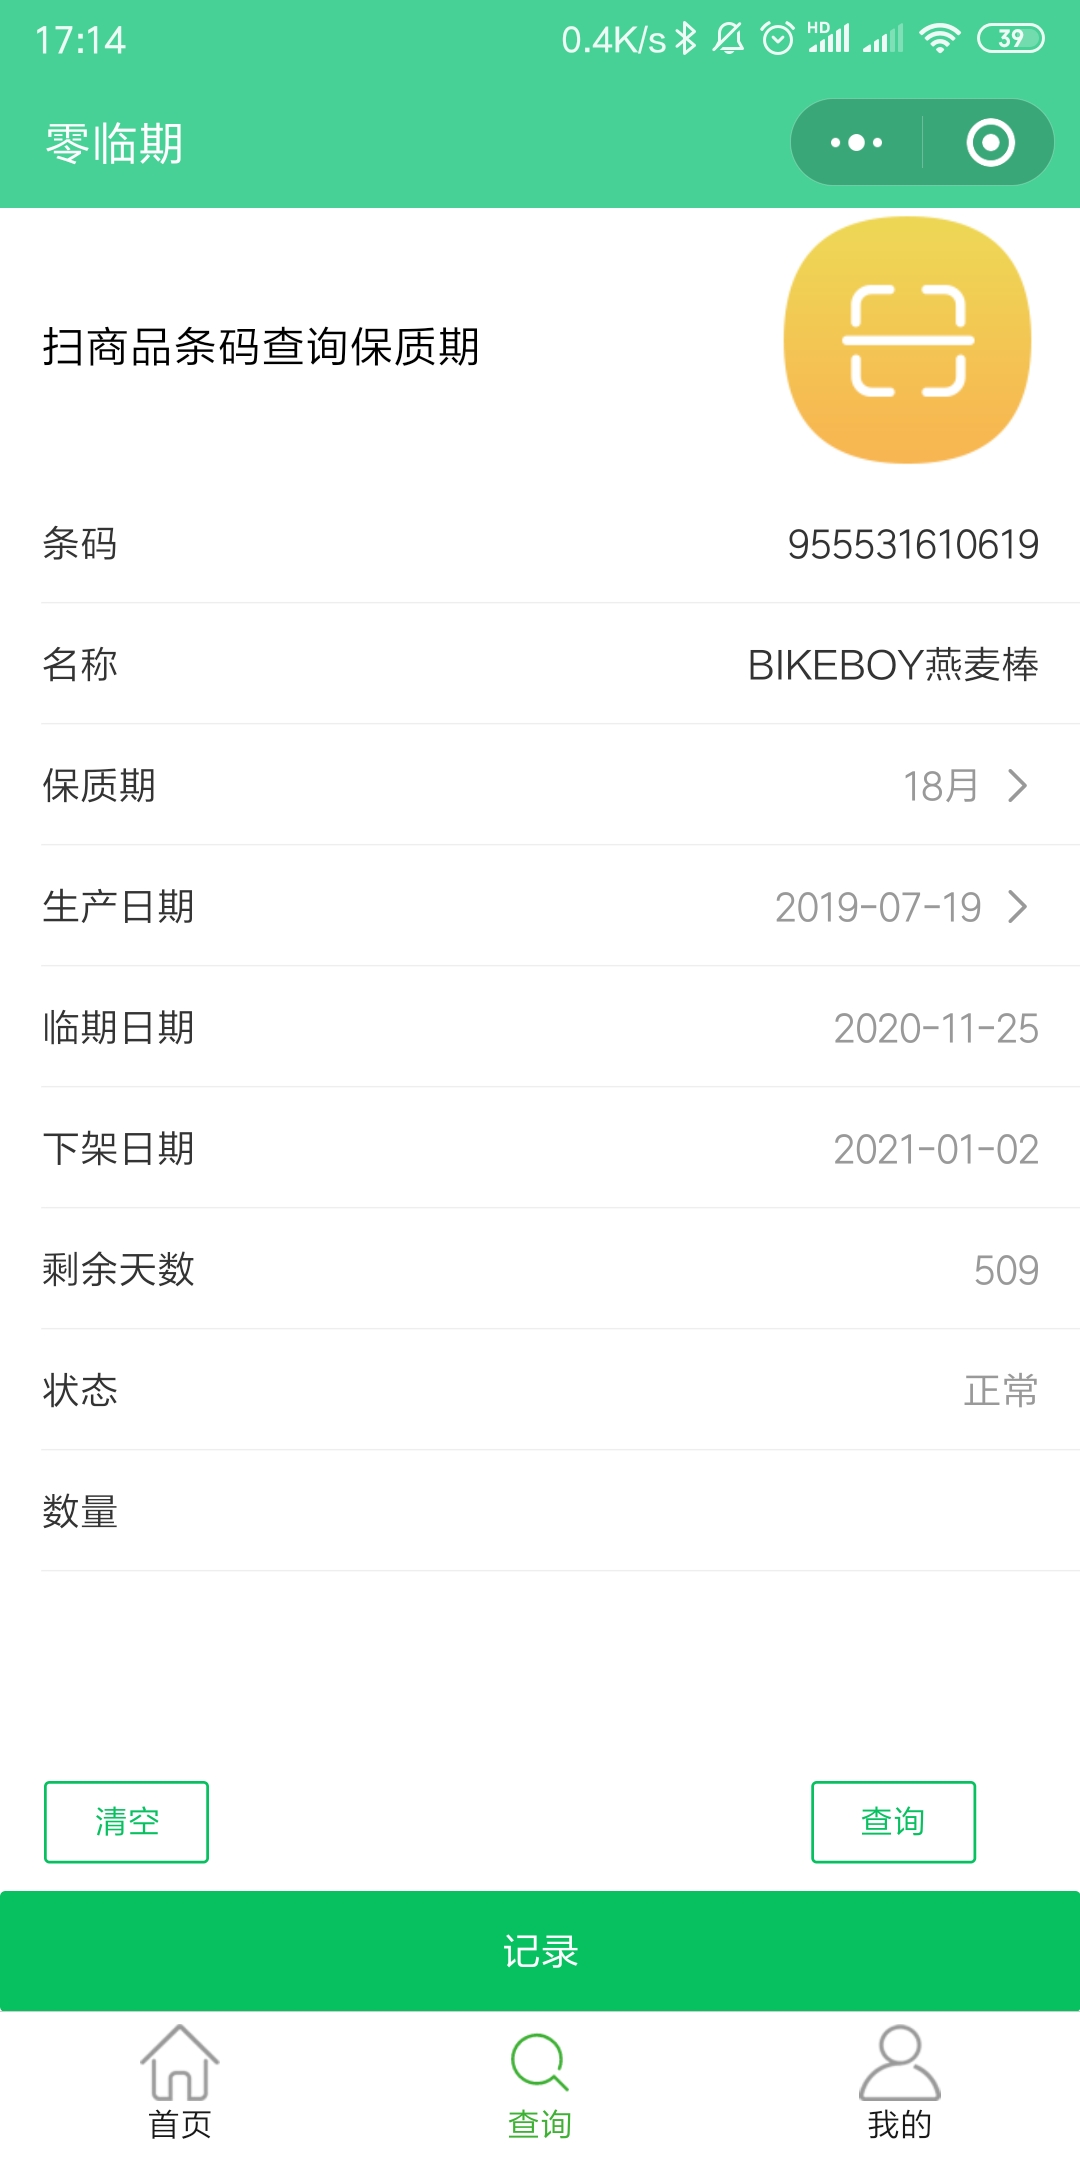 17:14 0.4K/s HD 39
零临期
扫商品条码查询保质期
条码 955531610619
名称 BIKEBOY燕麦棒
保质期 18月
生产日期 2019-07-19
临期日期 2020-11-25
下架日期 2021-01-02
剩余天数 509
状态 正常
数量
清空 查询
记录
首页 查询 我的